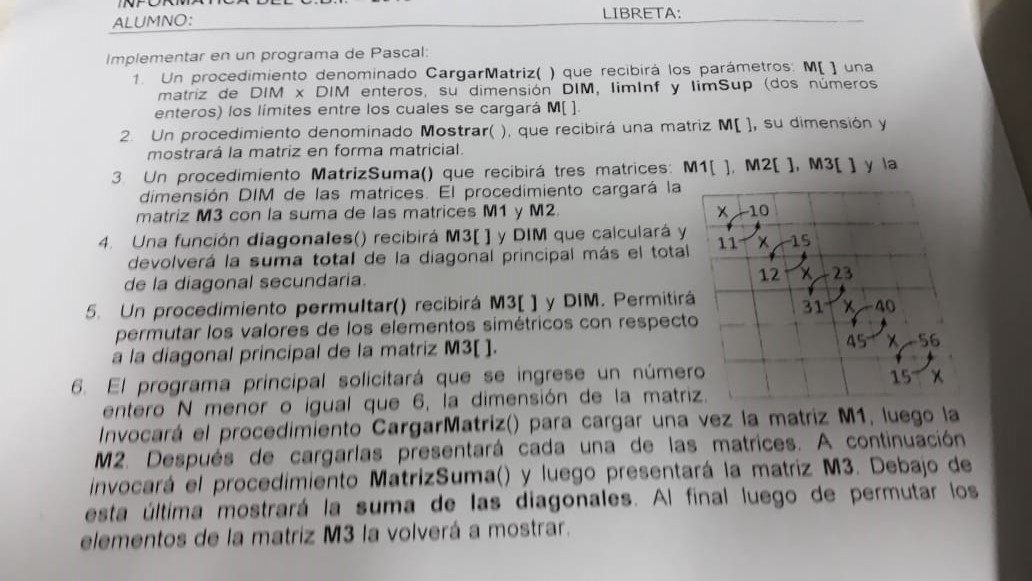 ALUMNO:
LIBRETA:
Implementar en un programa de Pascal:
1. Un procedimiento denominado CargarMatriz( ) que recibirá los parámetros: M[ ] una
matriz de DIM x DIM enteros, su dimensión DIM, limInf y limSup (dos números
enteros) los límites entre los cuales se cargará M[ ].
2. Un procedimiento denominado Mostrar( ), que recibirá una matriz M[ ], su dimensión y
mostrará la matriz en forma matricial.
3. Un procedimiento MatrizSuma() que recibirá tres matrices: M1[ ], M2[ ], M3[ ] y la
dimensión DIM de las matrices. El procedimiento cargará la
matriz M3 con la suma de las matrices M1 y M2.
4. Una función diagonales() recibirá M3[ ] y DIM que calculará y
devolverá la suma total de la diagonal principal más el total
de la diagonal secundaria.
5. Un procedimiento permultar() recibirá M3[ ] y DIM. Permitirá
permutar los valores de los elementos simétricos con respecto
a la diagonal principal de la matriz M3[ ].
X 10
11 X 15
12 X 23
31 X 40
45 X 56
15 X
6. El programa principal solicitará que se ingrese un número
entero N menor o igual que 6, la dimensión de la matriz.
Invocará el procedimiento CargarMatriz() para cargar una vez la matriz M1, luego la
M2. Después de cargarlas presentará cada una de las matrices. A continuación
invocará el procedimiento MatrizSuma() y luego presentará la matriz M3. Debajo de
esta última mostrará la suma de las diagonales. Al final luego de permutar los
elementos de la matriz M3 la volverá a mostrar.